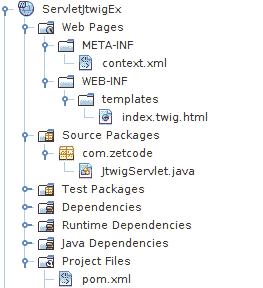 ServletJtwigEx
Web Pages
META-INF
context.xml
WEB-INF
templates
index.twig.html
Source Packages
com.zetcode
JtwigServlet.java
Test Packages
Dependencies
Runtime Dependencies
Java Dependencies
Project Files
pom.xml